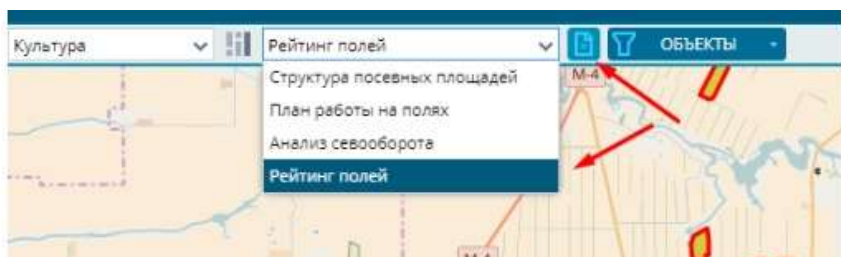 Культура
Рейтинг полей
ОБЪЕКТЫ
Структура посевных площадей
М-4
План работы на полях
Анализ севооборота
Рейтинг полей
М-4